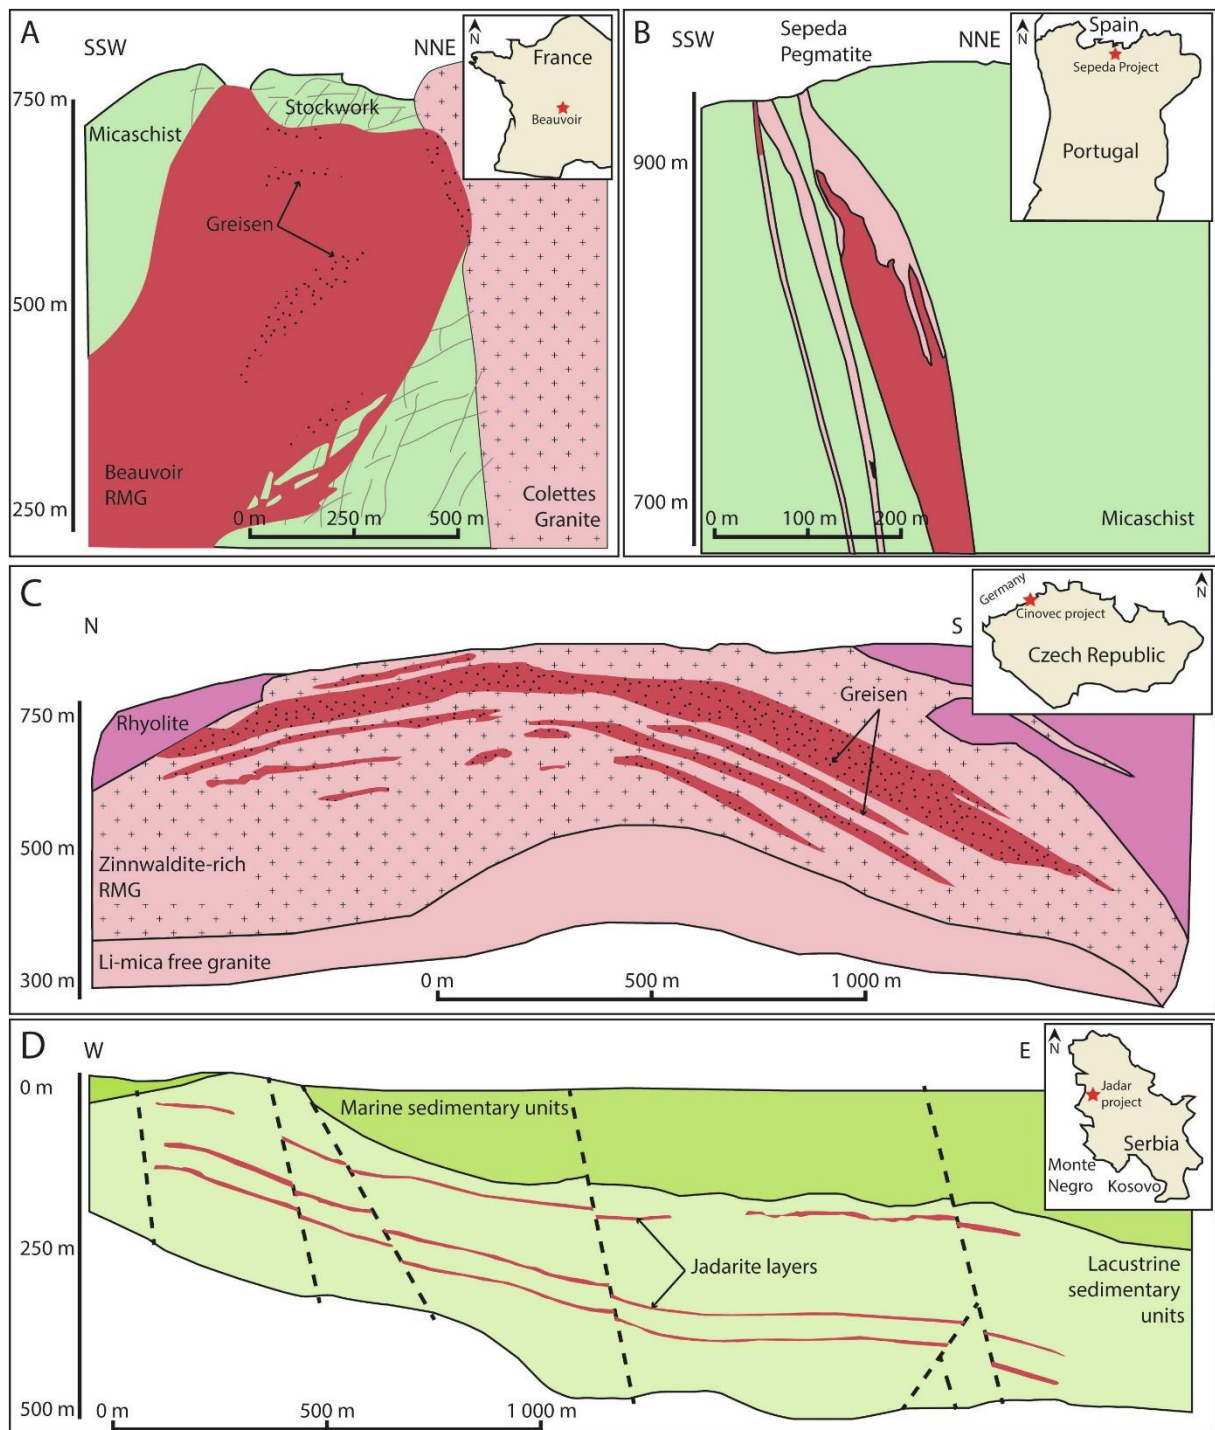 A
SSW
NNE
N
France
Beauvoir
750 m
500 m
250 m
Micaschist
Stockwork
Greisen
Beauvoir
RMG
Colettes
Granite
0 m
250 m
500 m
B
SSW
Sepeda
Pegmatite
NNE
N
Spain
Sepeda Project
Portugal
900 m
700 m
0 m
100 m
200 m
Micaschist
C
N
S
Germany
N
Cinovec project
Czech Republic
Greisen
750 m
Rhyolite
500 m
Zinnwaldite-rich
RMG
Li-mica free granite
300 m
0 m
500 m
1 000 m
D
W
E
N
Jadar
project
Serbia
Monte
Negro
Kosovo
0 m
Marine sedimentary units
250 m
Jadarite layers
Lacustrine
sedimentary
units
500 m
0 m
500 m
1 000 m